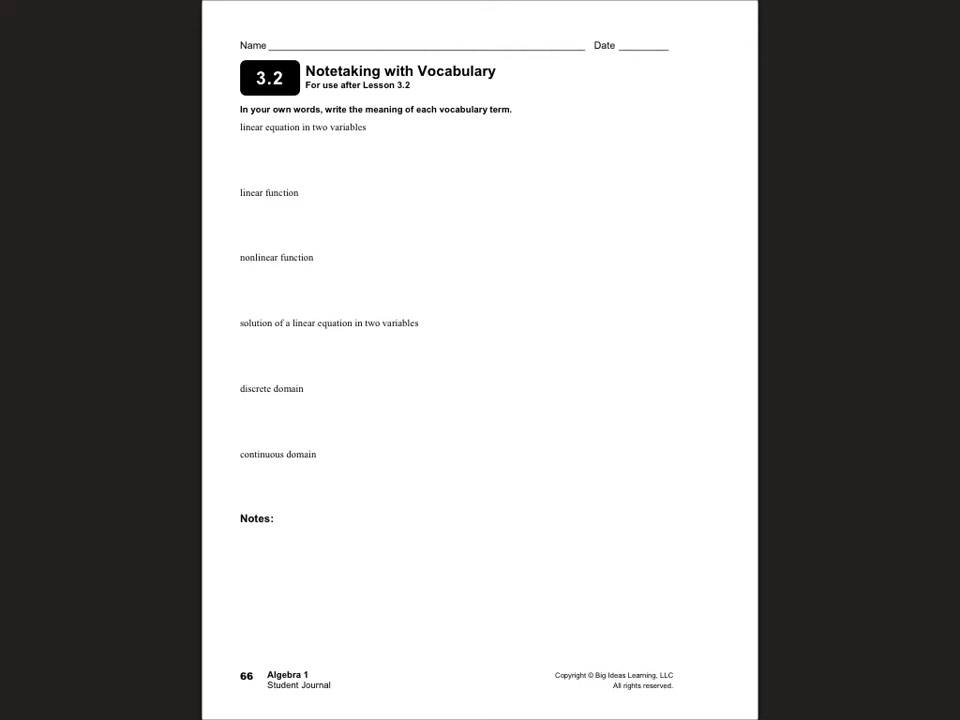 Name Date
3.2 Notetaking with Vocabulary
For use after Lesson 3.2
In your own words, write the meaning of each vocabulary term.
linear equation in two variables
linear function
nonlinear function
solution of a linear equation in two variables
discrete domain
continuous domain
Notes:
66 Algebra 1
Student Journal
Copyright © Big Ideas Learning, LLC
All rights reserved.